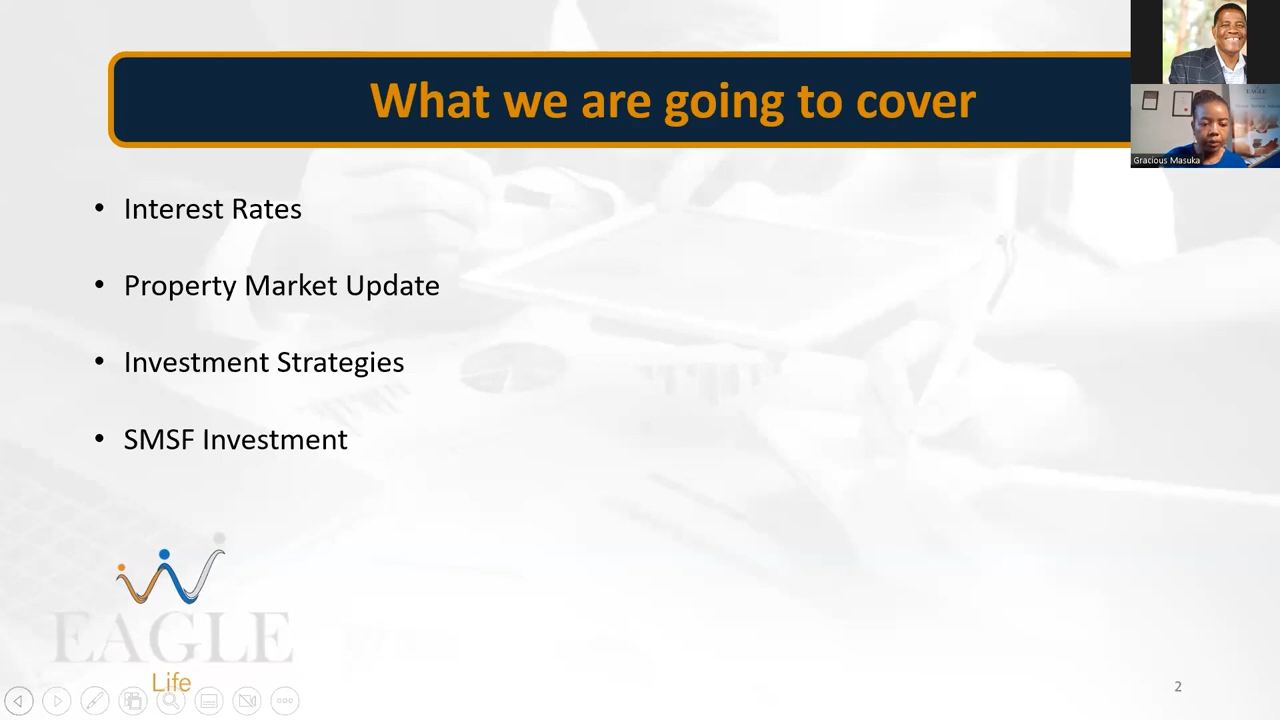 What we are going to cover
• Interest Rates
• Property Market Update
• Investment Strategies
• SMSF Investment
EAGLE
Life
2
EAGLE
Gracious Masuka